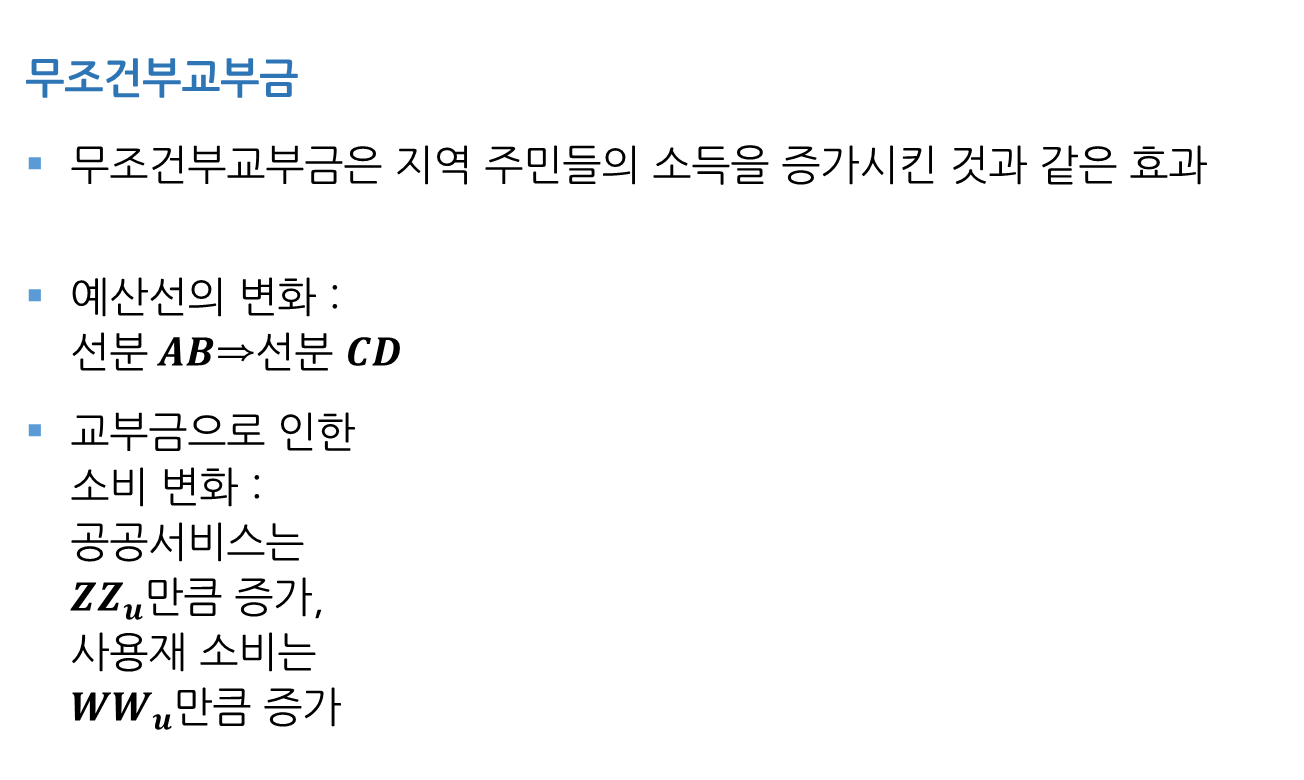 무조건부교부금
▪ 무조건부교부금은 지역 주민들의 소득을 증가시킨 것과 같은 효과
▪ 예산선의 변화 :
선분 AB⇒선분 CD
▪ 교부금으로 인한
소비 변화 :
공공서비스는
ZZᵤ만큼 증가,
사용재 소비는
WWᵤ만큼 증가